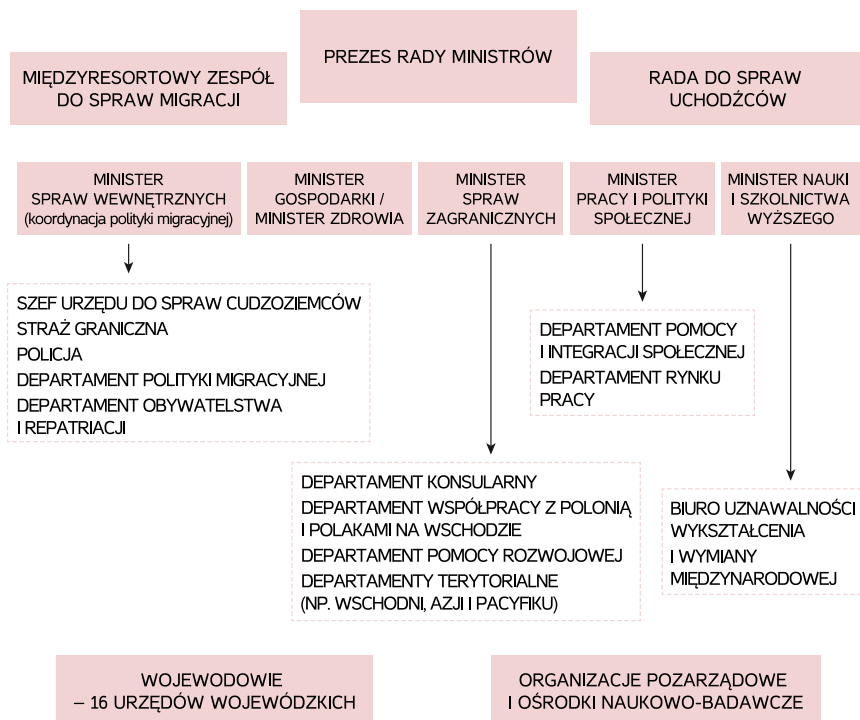 PREZES RADY MINISTRÓW
MIĘDZYRESORTOWY ZESPÓŁ
DO SPRAW MIGRACJI
RADA DO SPRAW
UCHODŹCÓW
MINISTER
SPRAW WEWNĘTRZNYCH
(koordynacja polityki migracyjnej)
MINISTER
GOSPODARKI /
MINISTER ZDROWIA
MINISTER
SPRAW
ZAGRANICZNYCH
MINISTER
PRACY I POLITYKI
SPOŁECZNEJ
MINISTER NAUKI
I SZKOLNICTWA
WYŻSZEGO
SZEF URZĘDU DO SPRAW CUDZOZIEMCÓW
STRAŻ GRANICZNA
POLICJA
DEPARTAMENT POLITYKI MIGRACYJNEJ
DEPARTAMENT OBYWATELSTWA
I REPATRIACJI
DEPARTAMENT POMOCY
I INTEGRACJI SPOŁECZNEJ
DEPARTAMENT RYNKU
PRACY
DEPARTAMENT KONSULARNY
DEPARTAMENT WSPÓŁPRACY Z POLONIĄ
I POLAKAMI NA WSCHODZIE
DEPARTAMENT POMOCY ROZWOJOWEJ
DEPARTAMENTY TERYTORIALNE
(NP. WSCHODNI, AZJI I PACYFIKU)
BIURO UZNAWALNOŚCI
WYKSZTAŁCENIA
I WYMIANY
MIĘDZYNARODOWEJ
WOJEWODOWIE
– 16 URZĘDÓW WOJEWÓDZKICH
ORGANIZACJE POZARZĄDOWE
I OŚRODKI NAUKOWO-BADAWCZE